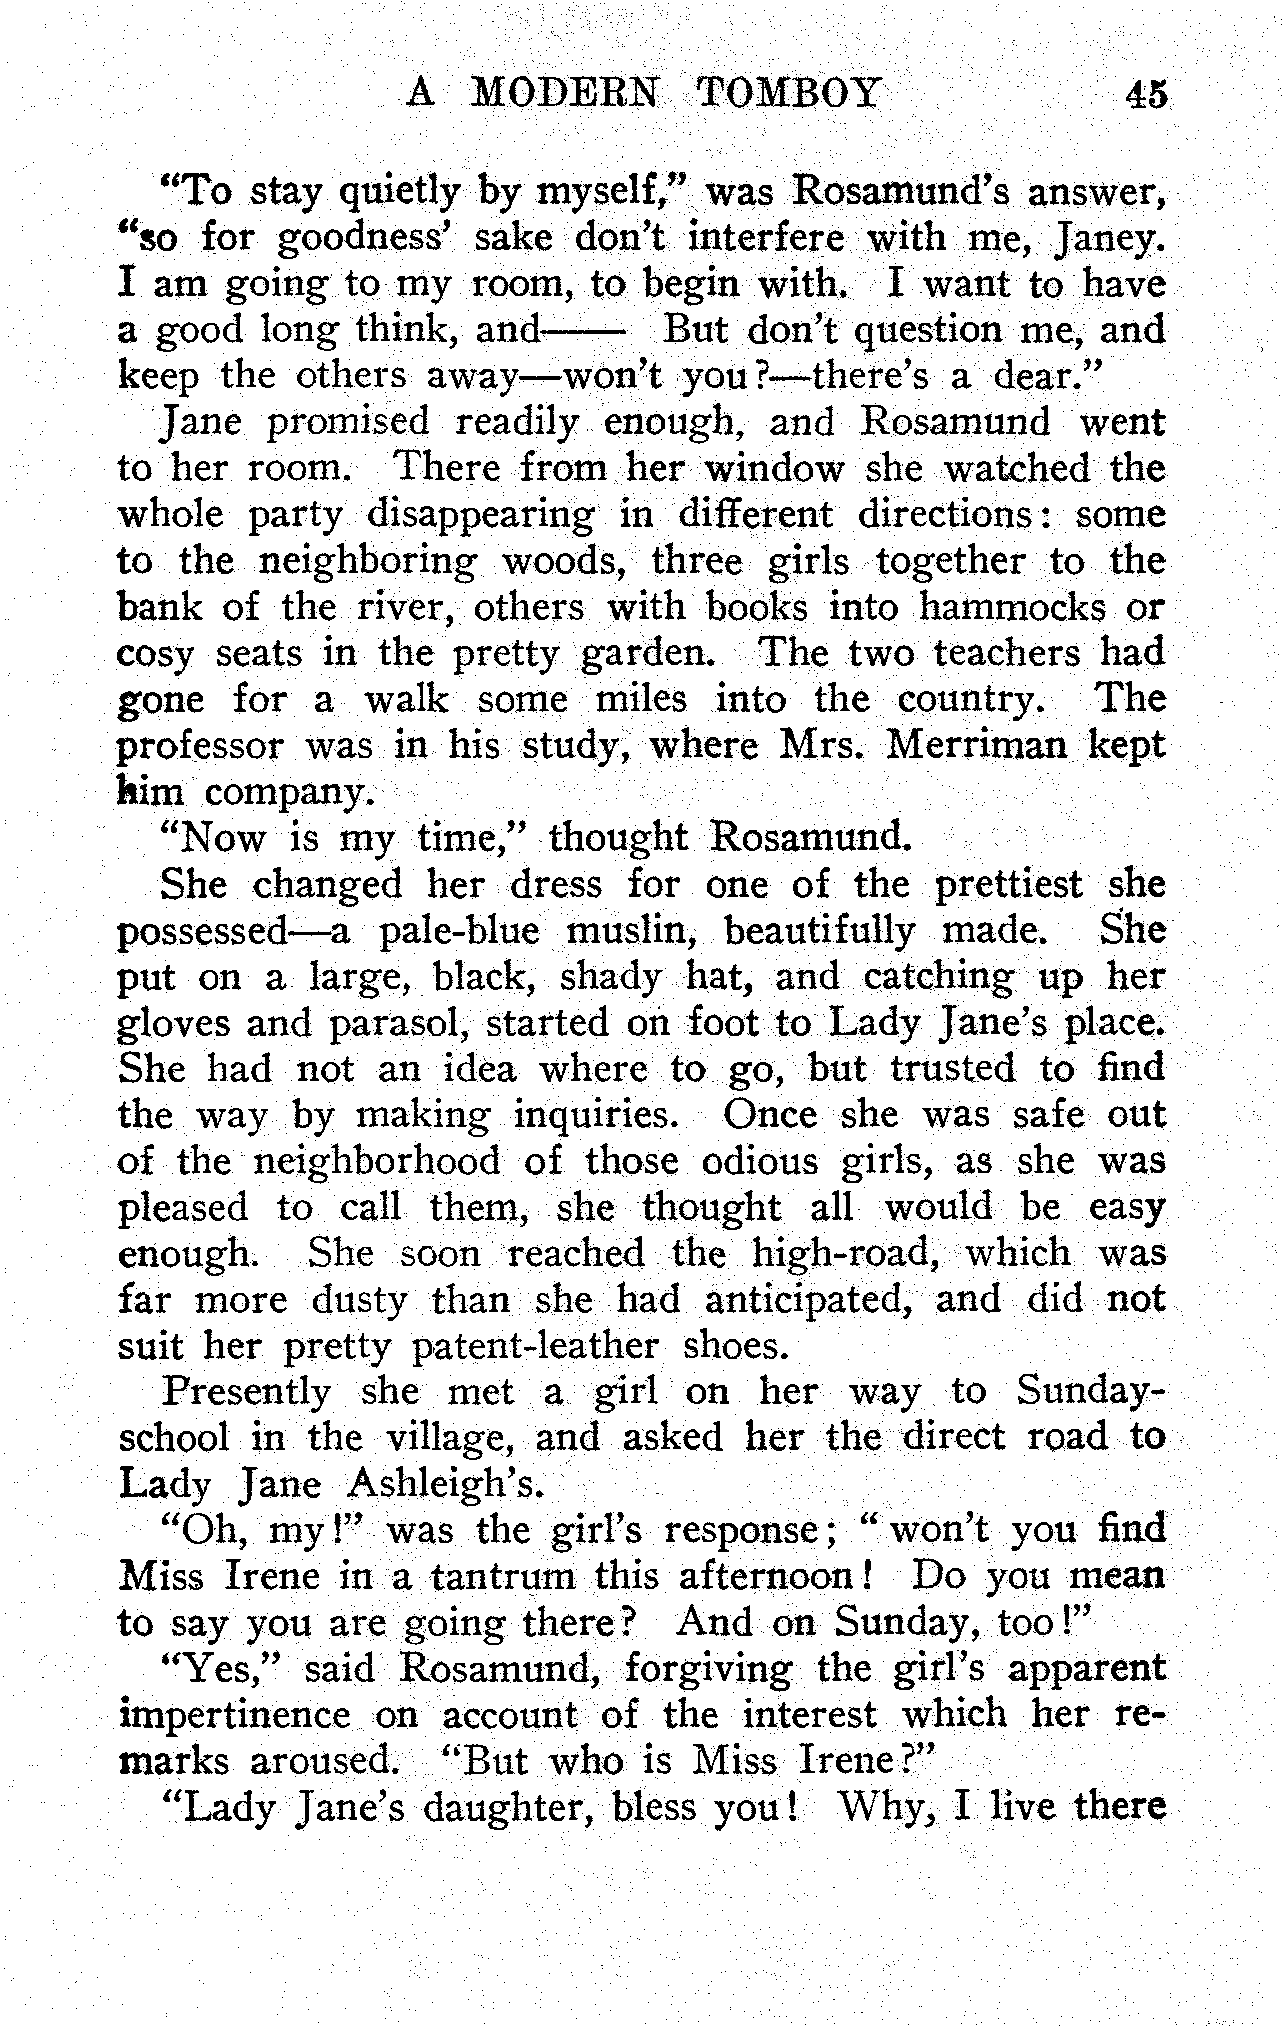 A MODERN TOMBOY 45
"To stay quietly by myself," was Rosamund's answer,
"so for goodness' sake don't interfere with me, Janey.
I am going to my room, to begin with. I want to have
a good long think, and—— But don't question me, and
keep the others away—won't you?—there's a dear."
Jane promised readily enough, and Rosamund went
to her room. There from her window she watched the
whole party disappearing in different directions: some
to the neighboring woods, three girls together to the
bank of the river, others with books into hammocks or
cosy seats in the pretty garden. The two teachers had
gone for a walk some miles into the country. The
professor was in his study, where Mrs. Merriman kept
him company.
"Now is my time," thought Rosamund.
She changed her dress for one of the prettiest she
possessed—a pale-blue muslin, beautifully made. She
put on a large, black, shady hat, and catching up her
gloves and parasol, started on foot to Lady Jane's place.
She had not an idea where to go, but trusted to find
the way by making inquiries. Once she was safe out
of the neighborhood of those odious girls, as she was
pleased to call them, she thought all would be easy
enough. She soon reached the high-road, which was
far more dusty than she had anticipated, and did not
suit her pretty patent-leather shoes.
Presently she met a girl on her way to Sunday-
school in the village, and asked her the direct road to
Lady Jane Ashleigh's.
"Oh, my!" was the girl's response; "won't you find
Miss Irene in a tantrum this afternoon! Do you mean
to say you are going there? And on Sunday, too!"
"Yes," said Rosamund, forgiving the girl's apparent
impertinence on account of the interest which her re-
marks aroused. "But who is Miss Irene?"
"Lady Jane's daughter, bless you! Why, I live there